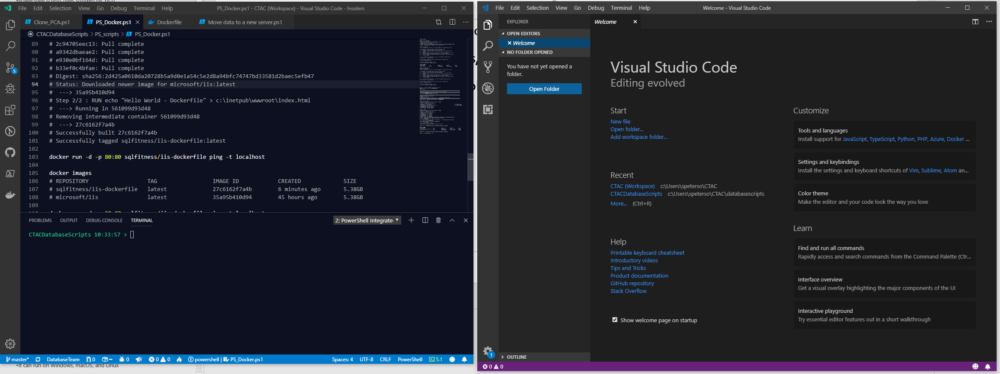 File Edit Selection View Go Debug Terminal Help
PS_Docker.ps1 - CTAC (Workspace) - Visual Studio Code - Insiders
Clone_PCA.ps1
PS_Docker.ps1
Dockerfile
Move data to a new server.ps1
CTACDatabaseScripts > PS_scripts > PS_Docker.ps1
89 # 2c94705eec13: Pull complete
90 # a9342dbaeae2: Pull complete
91 # e930e0bf164d: Pull complete
92 # b33ef0c4bfae: Pull complete
93 # Digest: sha256:2d425a0610da20728b5a9d0e1a54c5e2d8a94bfc74747bd33581d2baec5efb47
94 # Status: Downloaded newer image for microsoft/iis:latest
95 #  ---> 35a95b410d94
96 # Step 2/2 : RUN echo "Hello World - Dockerfile" > c:\inetpub\wwwroot\index.html
97 #  ---> Running in 561099d93d48
98 # Removing intermediate container 561099d93d48
99 #  ---> 27c6162f7a4b
100 # Successfully built 27c6162f7a4b
101 # Successfully tagged sqlfitness/iis-dockerfile:latest
102
103 docker run -d -p 80:80 sqlfitness/iis-dockerfile ping -t localhost
104
105 docker images
106 # REPOSITORY TAG IMAGE ID CREATED SIZE
107 # sqlfitness/iis-dockerfile latest 27c6162f7a4b 6 minutes ago 5.38GB
108 # microsoft/iis latest 35a95b410d94 45 hours ago 5.38GB
109
PROBLEMS OUTPUT DEBUG CONSOLE TERMINAL
2: PowerShell Integrate
CTACDatabaseScripts 10:33:57 >
5
master* DatabaseTeam 0 0 0 0 powershell | PS_Docker.ps1
Spaces: 4 UTF-8 CRLF PowerShell 5.1
•It can run on Windows, macOS, and Linux
File Edit Selection View Go Debug Terminal Help
Welcome - Visual Studio Code
EXPLORER
OPEN EDITORS
Welcome
NO FOLDER OPENED
You have not yet opened a
folder.
Open Folder
OUTLINE
1
0 0
Welcome
Visual Studio Code
Editing evolved
Start
New file
Open folder...
Add workspace folder...
Recent
CTAC (Workspace) c:\Users\speterso\CTAC
CTACDatabaseScripts c:\Users\speterso\CTAC\databasescripts
More... (Ctrl+R)
Help
Printable keyboard cheatsheet
Introductory videos
Tips and Tricks
Product documentation
GitHub repository
Stack Overflow
Show welcome page on startup
Customize
Tools and languages
Install support for JavaScript, TypeScript, Python, PHP, Azure, Docker ...
Settings and keybindings
Install the settings and keyboard shortcuts of Vim, Sublime, Atom an...
Color theme
Make the editor and your code look the way you love
Learn
Find and run all commands
Rapidly access and search commands from the Command Palette (Ctr...
Interface overview
Get a visual overlay highlighting the major components of the UI
Interactive playground
Try essential editor features out in a short walkthrough